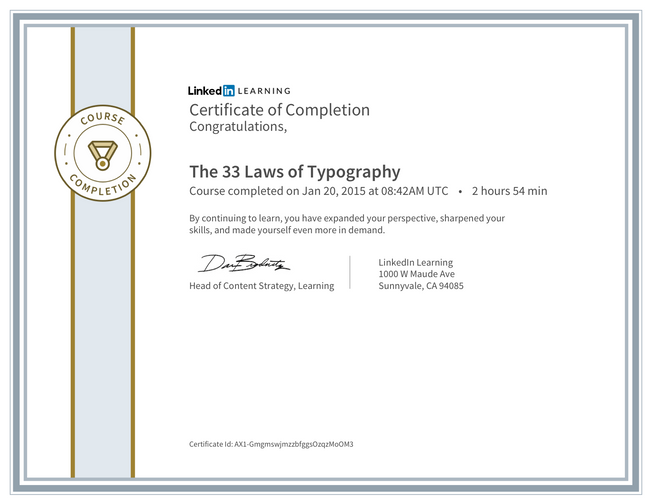 COURSE
COMPLETION
Linked in LEARNING
Certificate of Completion
Congratulations,
The 33 Laws of Typography
Course completed on Jan 20, 2015 at 08:42AM UTC • 2 hours 54 min
By continuing to learn, you have expanded your perspective, sharpened your
skills, and made yourself even more in demand.
Head of Content Strategy, Learning
LinkedIn Learning
1000 W Maude Ave
Sunnyvale, CA 94085
Certificate Id: AX1-GmgmswjmzzbfggsOzqzMoOM3